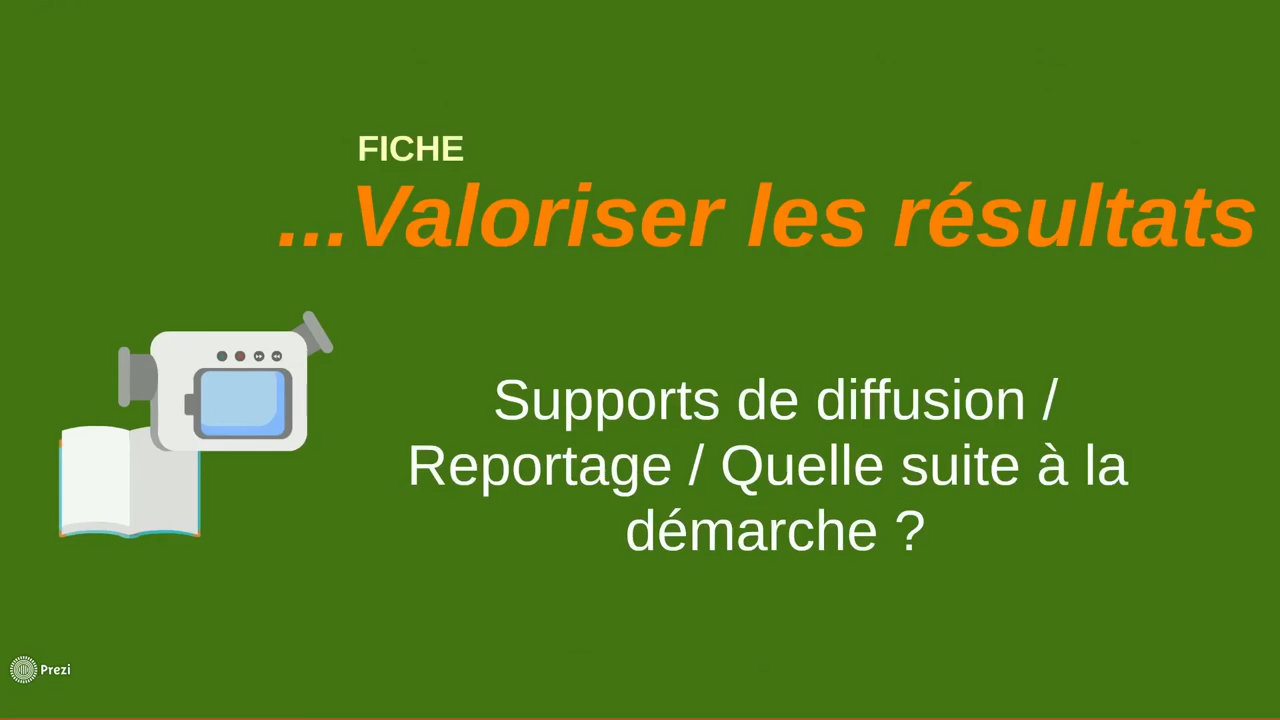 FICHE
...Valoriser les résultats
Supports de diffusion /
Reportage / Quelle suite à la
démarche ?
Prezi